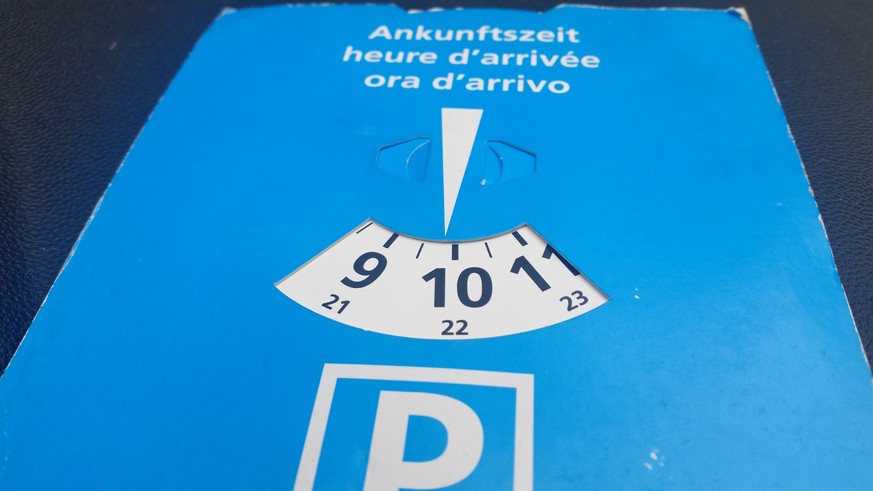 Ankunftszeit
heure d'arrivée
ora d'arrivo
9 10 11
21 22 23
P